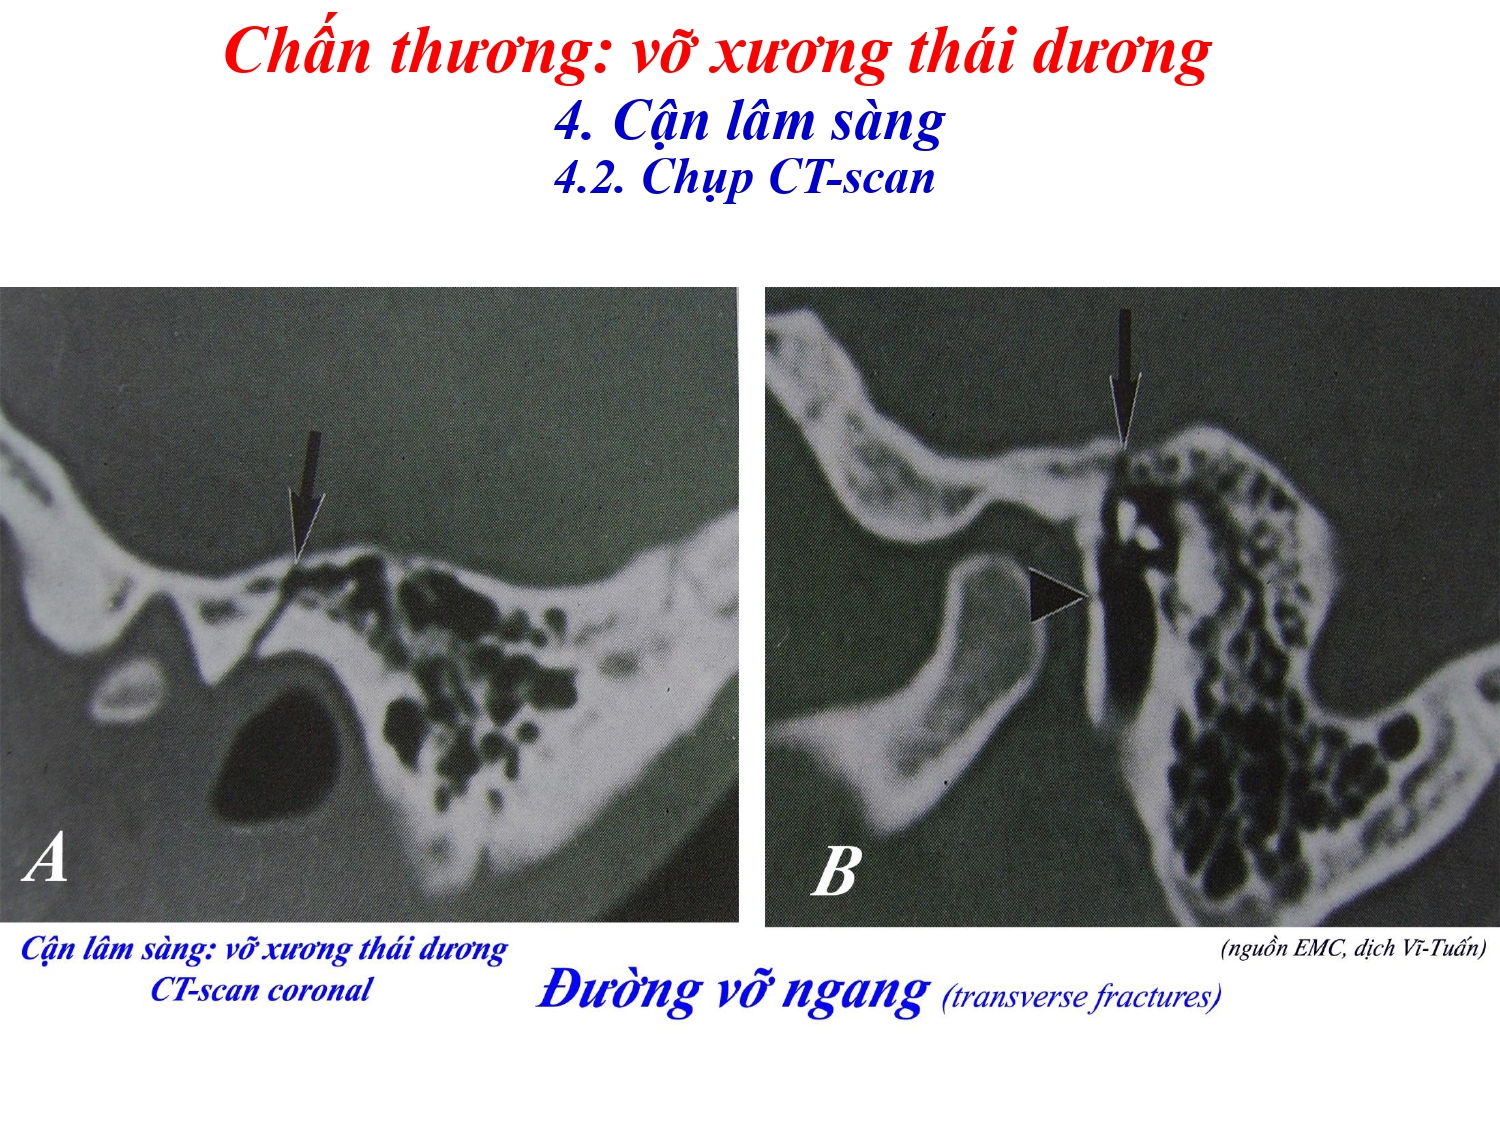 Chấn thương: vỡ xương thái dương
4. Cận lâm sàng
4.2. Chụp CT-scan
A
B
Cận lâm sàng: vỡ xương thái dương
CT-scan coronal
(nguồn EMC, dịch Vĩ-Tuấn)
Đường vỡ ngang (transverse fractures)